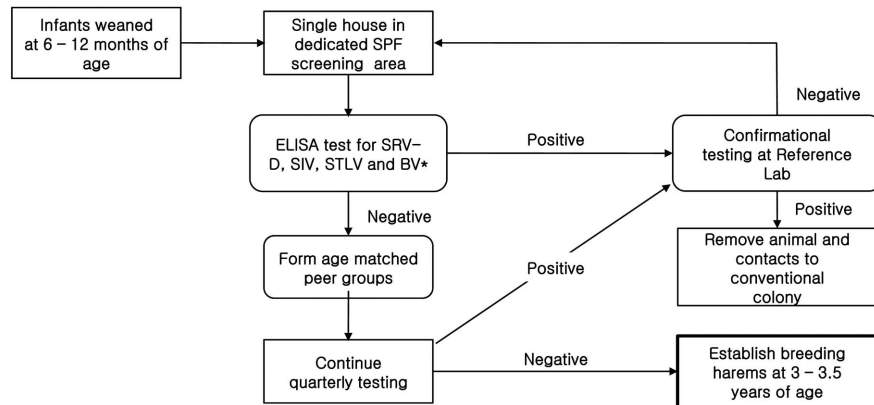 Infants weaned
at 6 – 12 months of
age
Single house in
dedicated SPF
screening area
Negative
ELISA test for SRV–
D, SIV, STLV and BV*
Positive
Confirmational
testing at Reference
Lab
Negative
Positive
Form age matched
peer groups
Remove animal and
contacts to
conventional
colony
Positive
Continue
quarterly testing
Negative
Establish breeding
harems at 3 – 3.5
years of age